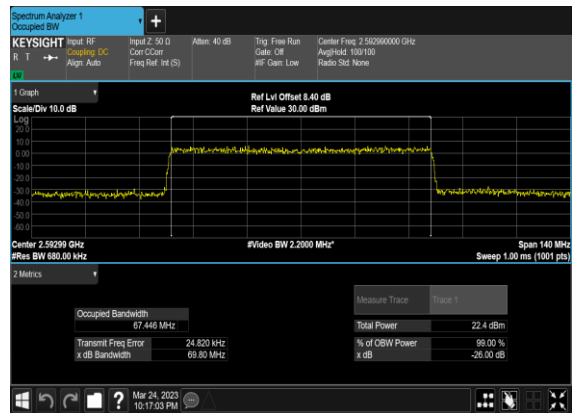 Spectrum Analyzer 1
Occupied BW
KEYSIGHT Input: RF Input Z: 50 Ω Atten: 40 dB Trig: Free Run Center Freq: 2.592990000 GHz
R T Coupling: DC Corr CCorr Gate: Off Avg|Hold: 100/100
Align: Auto Freq Ref: Int (S) #IF Gain: Low Radio Std: None
LW
1 Graph
Ref Lvl Offset 8.40 dB
Scale/Div 10.0 dB Ref Value 30.00 dBm
Log
20.0
10.0
0.00
-10.0
-20.0
-30.0
-40.0
-50.0
-60.0
Center 2.59299 GHz #Video BW 2.2000 MHz* Span 140 MHz
#Res BW 680.00 kHz Sweep 1.00 ms (1001 pts)
2 Metrics
Measure Trace Trace 1
Occupied Bandwidth
67.446 MHz Total Power 22.4 dBm
Transmit Freq Error 24.820 kHz % of OBW Power 99.00 %
x dB Bandwidth 69.80 MHz x dB -26.00 dB
? Mar 24, 2023
10:17:03 PM